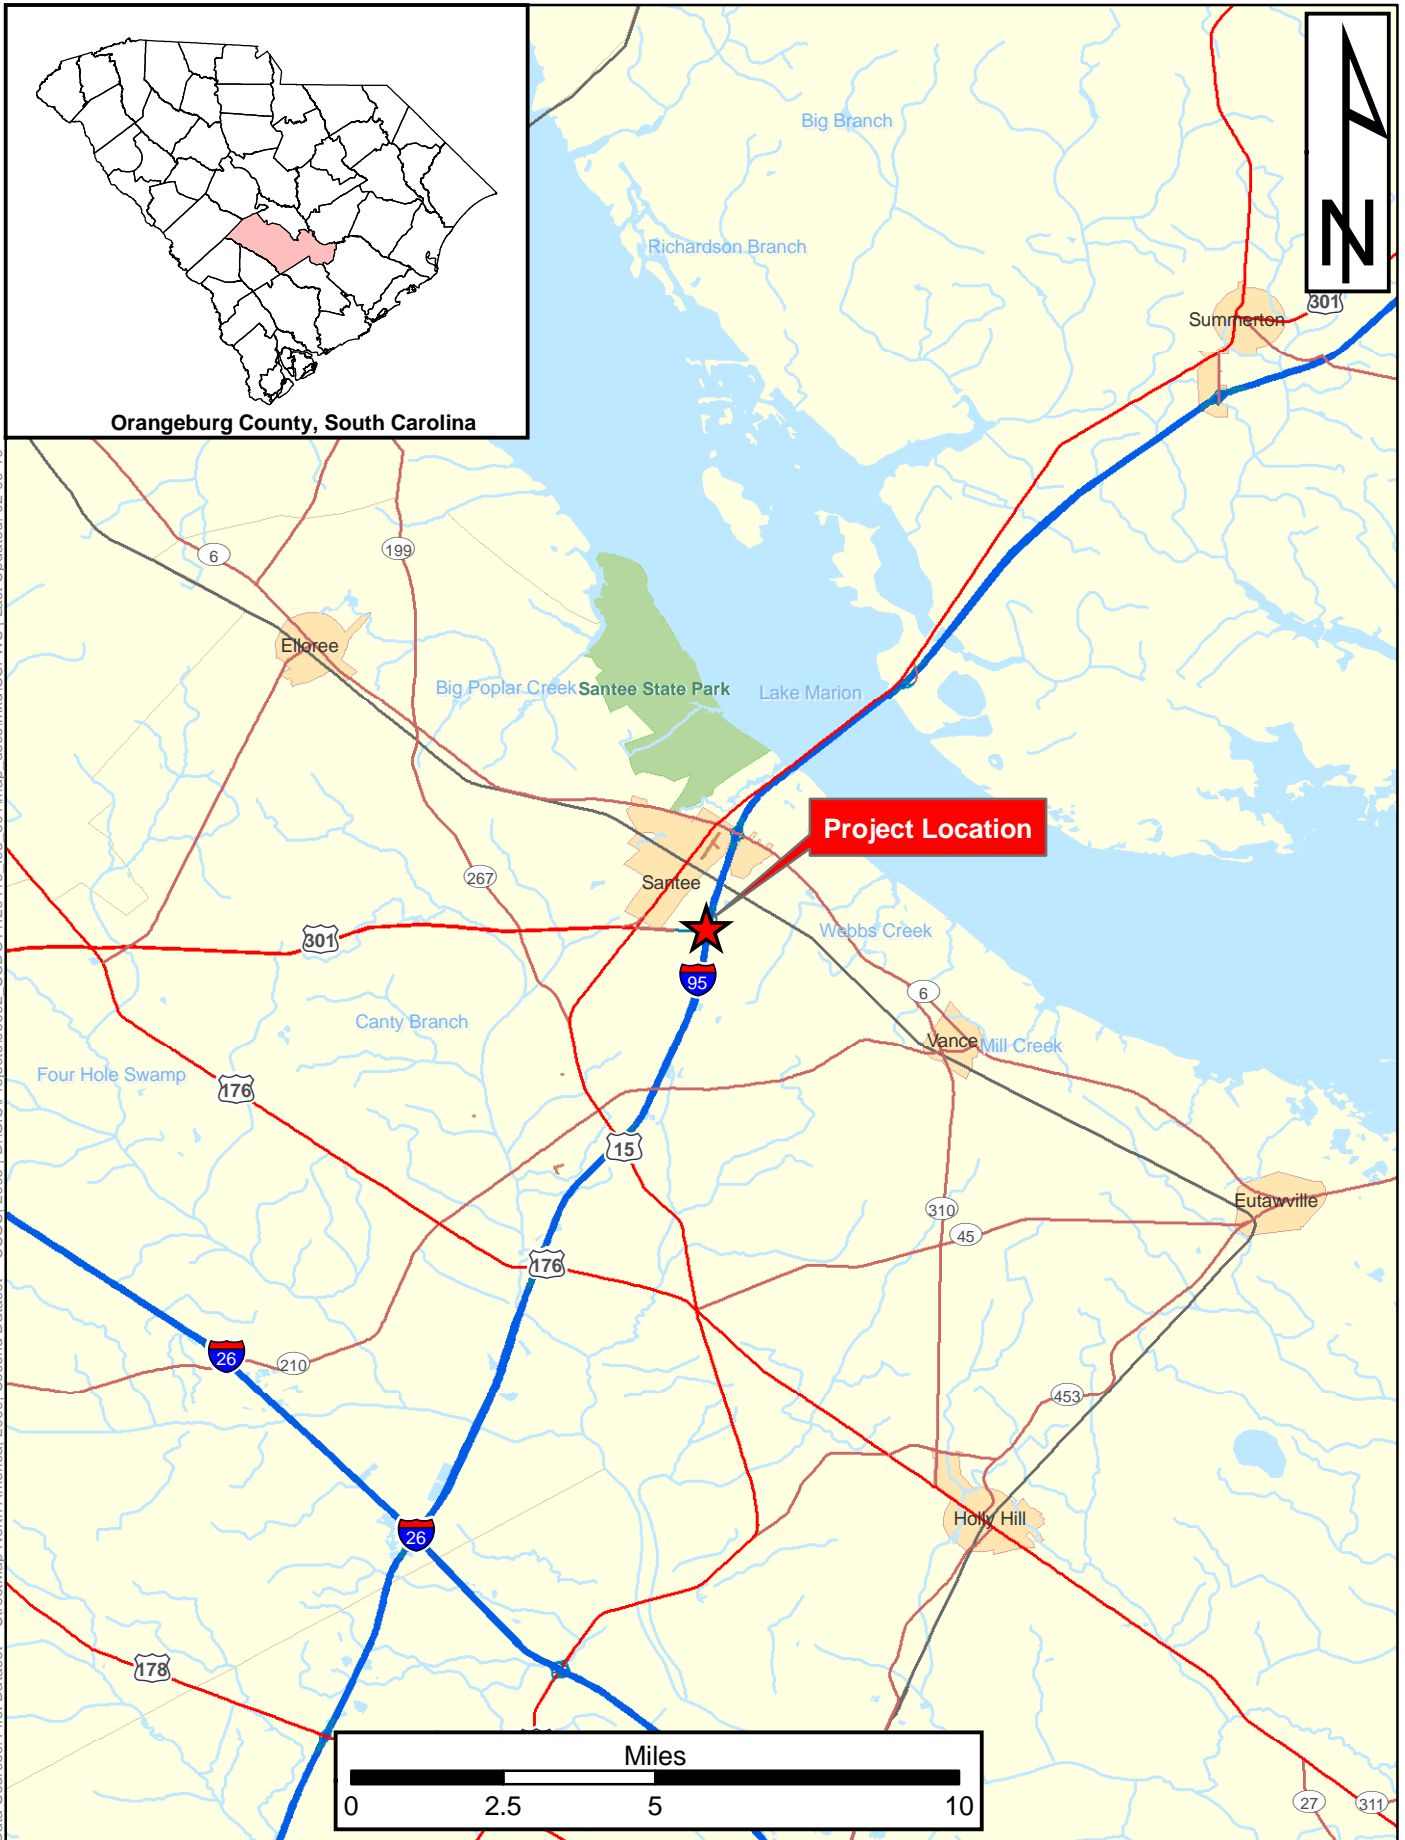 Orangeburg County, South Carolina
N
Big Branch
Richardson Branch
301
Summerton
199
6
Elloree
Big Poplar Creek
Santee State Park
Lake Marion
Project Location
267
Santee
301
Webbs Creek
95
6
Canty Branch
Vance
Mill Creek
Four Hole Swamp
176
15
Eutawville
310
45
176
26
210
453
Holly Hill
26
178
Miles
0 2.5 5 10
27
311